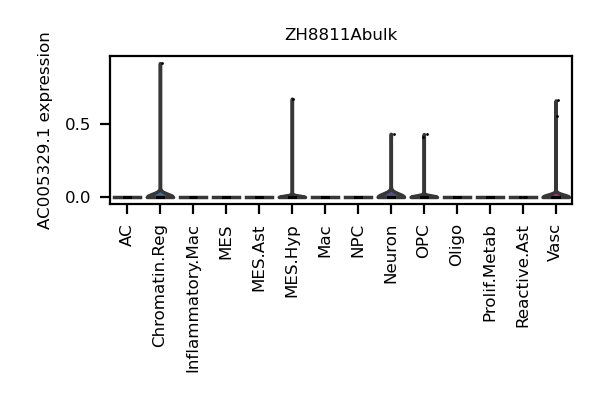 ZH8811Abulk
AC005329.1 expression
0.5
0.0
AC
Chromatin.Reg
Inflammatory.Mac
MES
MES.Ast
MES.Hyp
Mac
NPC
Neuron
OPC
Oligo
Prolif.Metab
Reactive.Ast
Vasc